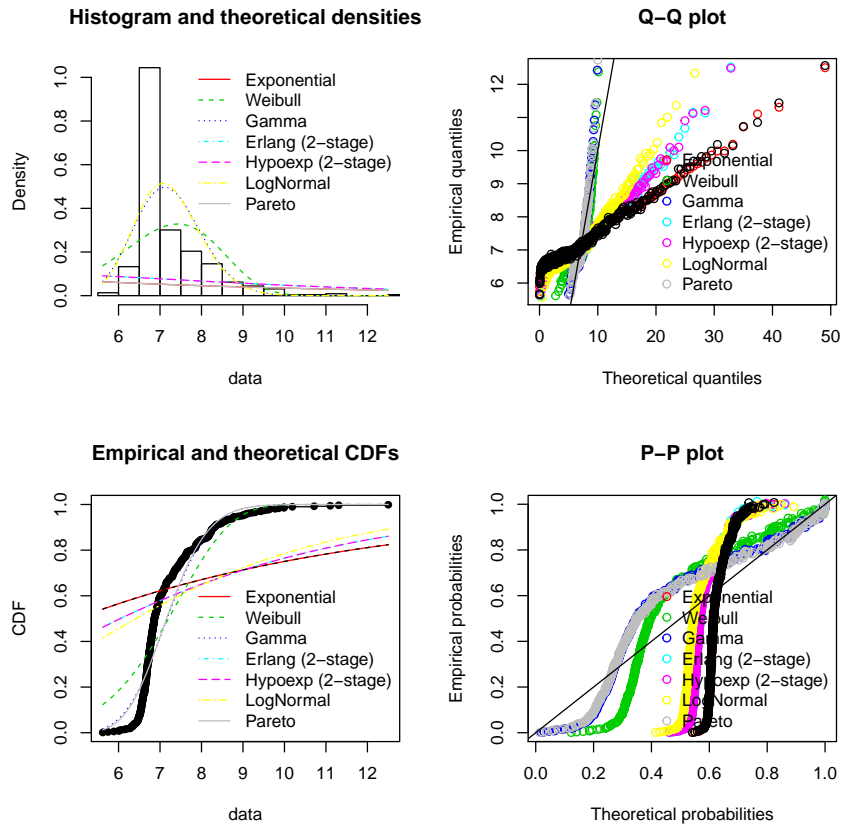 Histogram and theoretical densities
Density
0.0 0.2 0.4 0.6 0.8 1.0
Exponential
Weibull
Gamma
Erlang (2−stage)
Hypoexp (2−stage)
LogNormal
Pareto
6 7 8 9 10 11 12
data
Q−Q plot
Empirical quantiles
6 7 8 9 10 11 12
Exponential
Weibull
Gamma
Erlang (2−stage)
Hypoexp (2−stage)
LogNormal
Pareto
0 10 20 30 40 50
Theoretical quantiles
Empirical and theoretical CDFs
CDF
0.0 0.2 0.4 0.6 0.8 1.0
Exponential
Weibull
Gamma
Erlang (2−stage)
Hypoexp (2−stage)
LogNormal
Pareto
6 7 8 9 10 11 12
data
P−P plot
Empirical probabilities
0.0 0.2 0.4 0.6 0.8 1.0
Exponential
Weibull
Gamma
Erlang (2−stage)
Hypoexp (2−stage)
LogNormal
Pareto
0.0 0.2 0.4 0.6 0.8 1.0
Theoretical probabilities